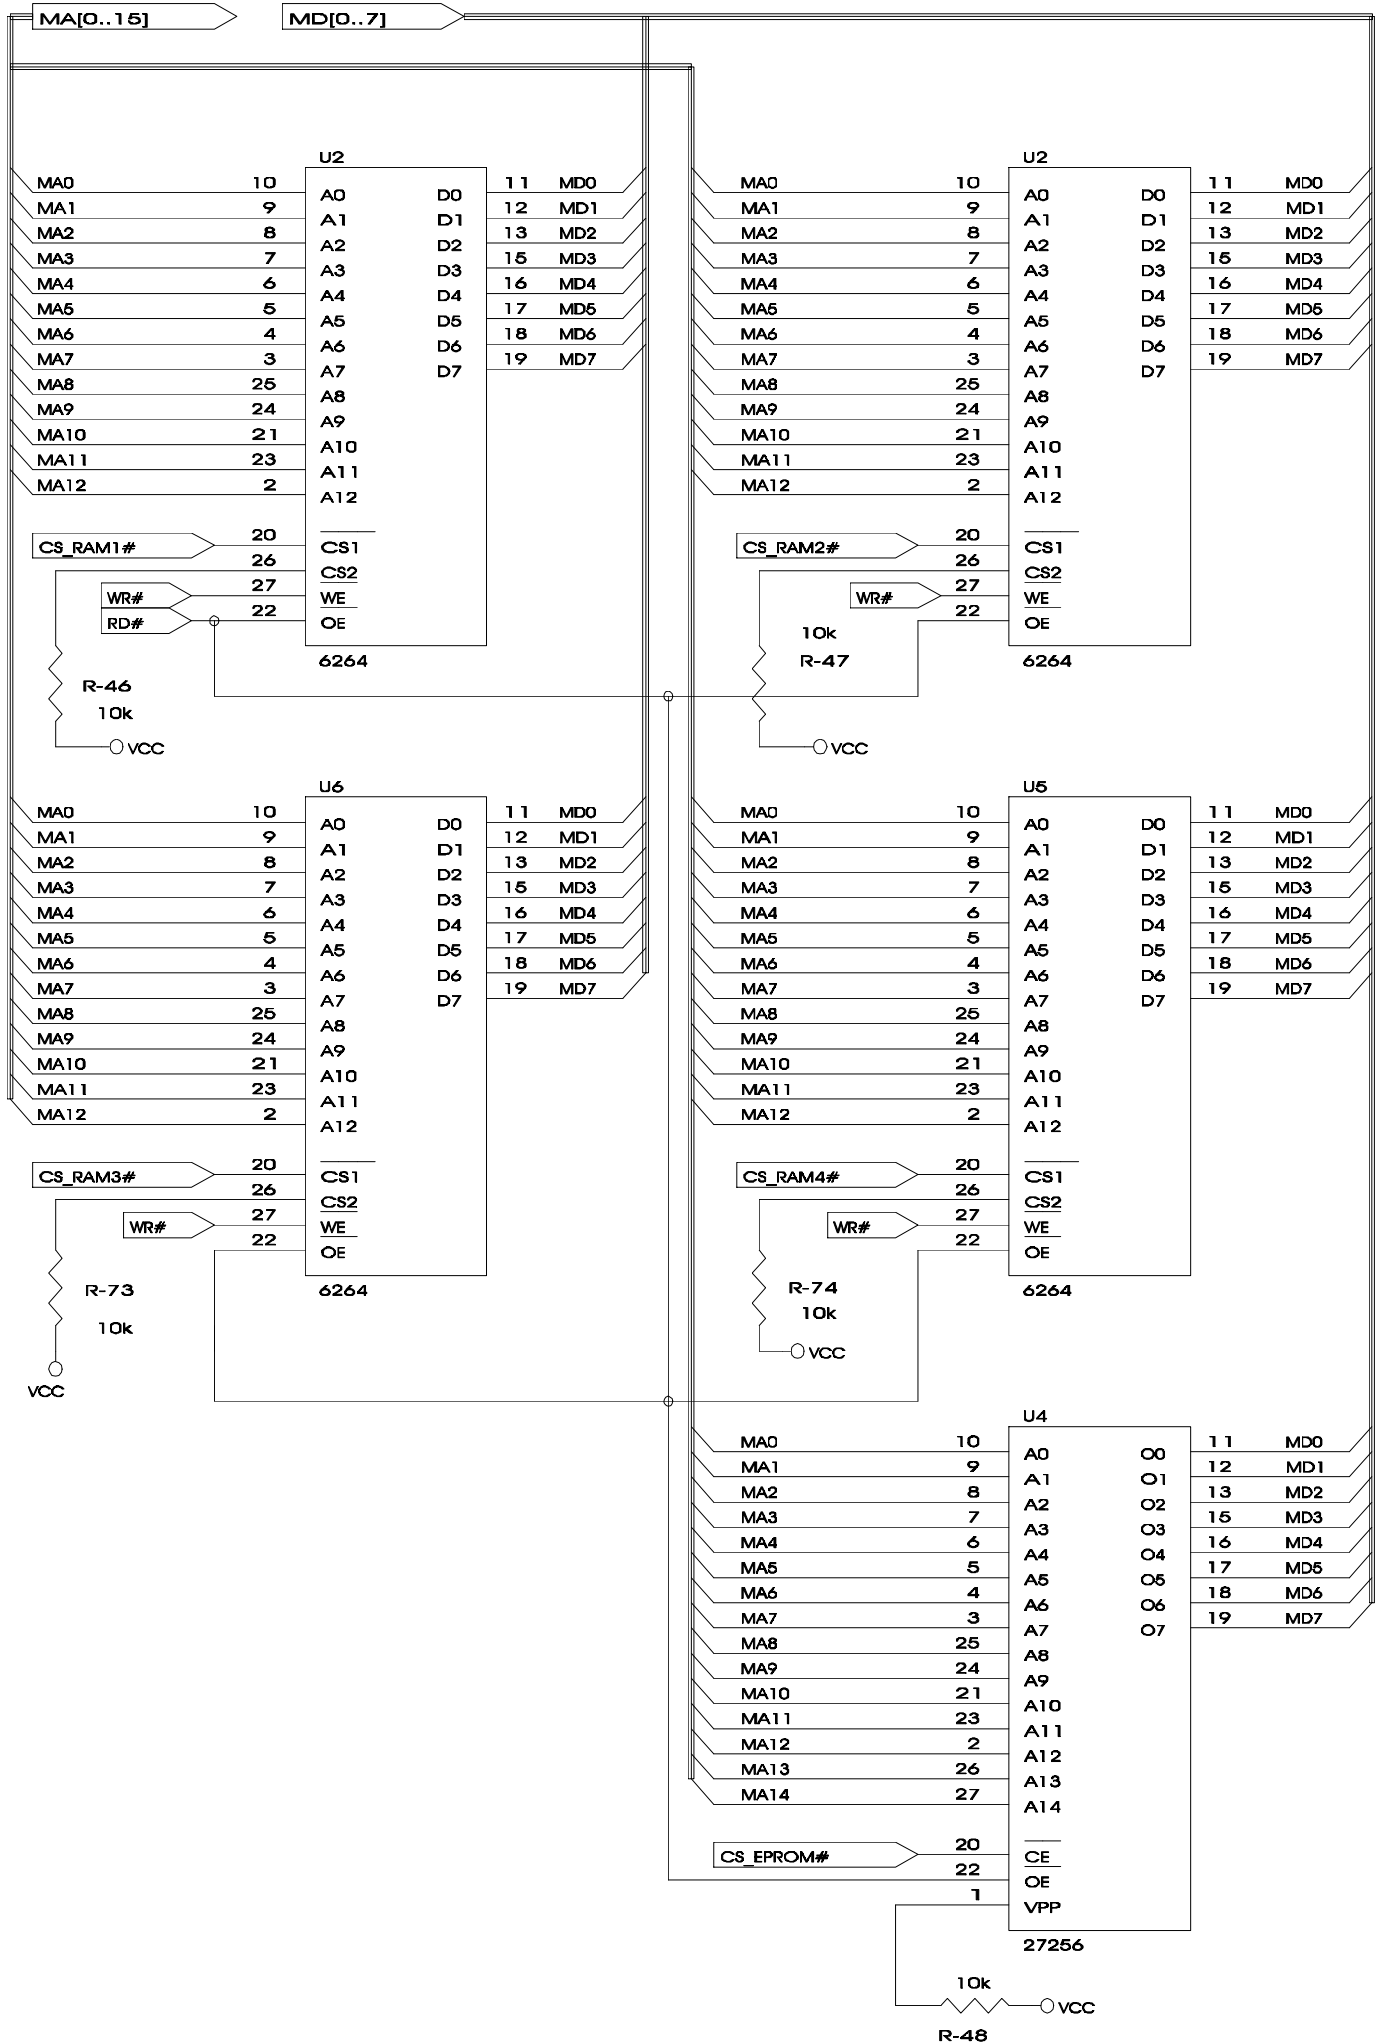 MA[0..15] MD[0..7]
U2 U2
MA0 10 A0 D0 11 MD0 MA0 10 A0 D0 11 MD0
MA1 9 A1 D1 12 MD1 MA1 9 A1 D1 12 MD1
MA2 8 A2 D2 13 MD2 MA2 8 A2 D2 13 MD2
MA3 7 A3 D3 15 MD3 MA3 7 A3 D3 15 MD3
MA4 6 A4 D4 16 MD4 MA4 6 A4 D4 16 MD4
MA5 5 A5 D5 17 MD5 MA5 5 A5 D5 17 MD5
MA6 4 A6 D6 18 MD6 MA6 4 A6 D6 18 MD6
MA7 3 A7 D7 19 MD7 MA7 3 A7 D7 19 MD7
MA8 25 A8 MA8 25 A8
MA9 24 A9 MA9 24 A9
MA10 21 A10 MA10 21 A10
MA11 23 A11 MA11 23 A11
MA12 2 A12 MA12 2 A12
CS_RAM1# 20 CS1 CS_RAM2# 20 CS1
26 CS2 26 CS2
WR# 27 WE WR# 27 WE
RD# 22 OE 22 OE
10k
6264 R-47 6264
R-46
10k
VCC VCC
U6 U5
MA0 10 A0 D0 11 MD0 MA0 10 A0 D0 11 MD0
MA1 9 A1 D1 12 MD1 MA1 9 A1 D1 12 MD1
MA2 8 A2 D2 13 MD2 MA2 8 A2 D2 13 MD2
MA3 7 A3 D3 15 MD3 MA3 7 A3 D3 15 MD3
MA4 6 A4 D4 16 MD4 MA4 6 A4 D4 16 MD4
MA5 5 A5 D5 17 MD5 MA5 5 A5 D5 17 MD5
MA6 4 A6 D6 18 MD6 MA6 4 A6 D6 18 MD6
MA7 3 A7 D7 19 MD7 MA7 3 A7 D7 19 MD7
MA8 25 A8 MA8 25 A8
MA9 24 A9 MA9 24 A9
MA10 21 A10 MA10 21 A10
MA11 23 A11 MA11 23 A11
MA12 2 A12 MA12 2 A12
CS_RAM3# 20 CS1 CS_RAM4# 20 CS1
26 CS2 26 CS2
WR# 27 WE WR# 27 WE
22 OE 22 OE
R-73 6264 R-74 6264
10k 10k
VCC VCC
U4
MA0 10 A0 O0 11 MD0
MA1 9 A1 O1 12 MD1
MA2 8 A2 O2 13 MD2
MA3 7 A3 O3 15 MD3
MA4 6 A4 O4 16 MD4
MA5 5 A5 O5 17 MD5
MA6 4 A6 O6 18 MD6
MA7 3 A7 O7 19 MD7
MA8 25 A8
MA9 24 A9
MA10 21 A10
MA11 23 A11
MA12 2 A12
MA13 26 A13
MA14 27 A14
CS_EPROM# 20 CE
22 OE
1 VPP
27256
10k
VCC
R-48